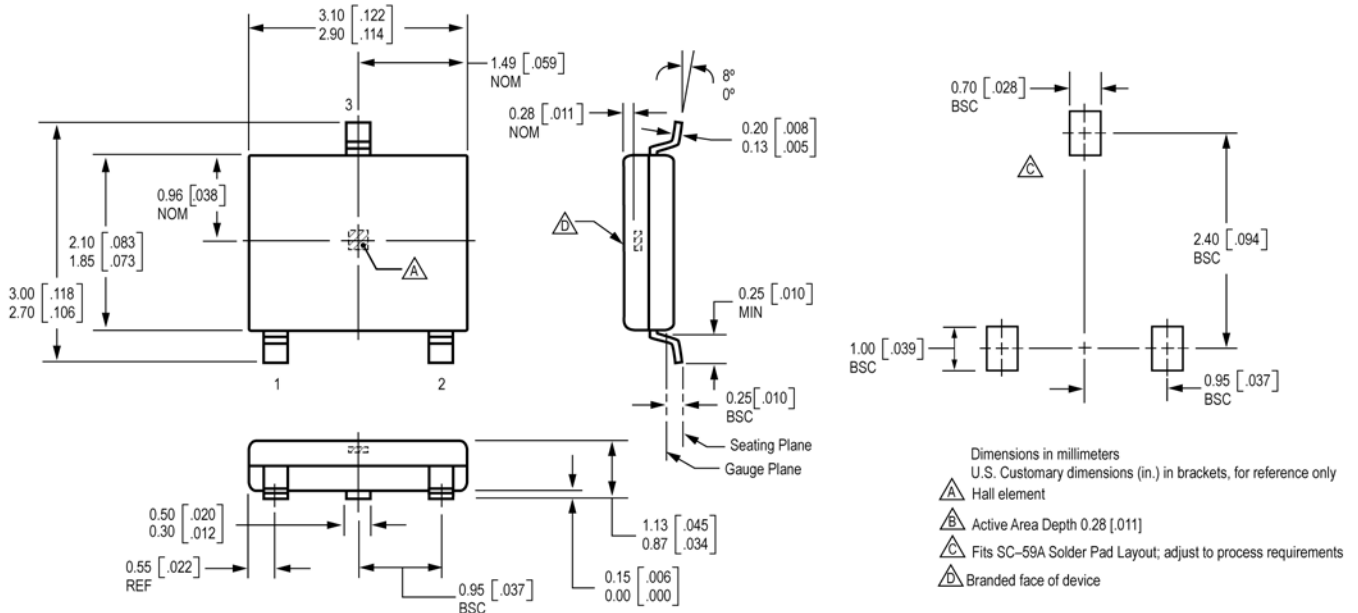 3.10 [.122]
2.90 [.114]
1.49 [.059]
NOM
3
0.28 [.011]
NOM
8º
0º
0.20 [.008]
0.13 [.005]
0.70 [.028]
BSC
C
0.96 [.038]
NOM
D
2.10 [.083]
1.85 [.073]
A
2.40 [.094]
BSC
3.00 [.118]
2.70 [.106]
0.25 [.010]
MIN
1.00 [.039]
BSC
1
2
0.25 [.010]
BSC
0.95 [.037]
BSC
Seating Plane
Gauge Plane
0.50 [.020]
0.30 [.012]
1.13 [.045]
0.87 [.034]
0.55 [.022]
REF
0.95 [.037]
BSC
0.15 [.006]
0.00 [.000]
Dimensions in millimeters
U.S. Customary dimensions (in.) in brackets, for reference only
A Hall element
B Active Area Depth 0.28 [.011]
C Fits SC–59A Solder Pad Layout; adjust to process requirements
D Branded face of device